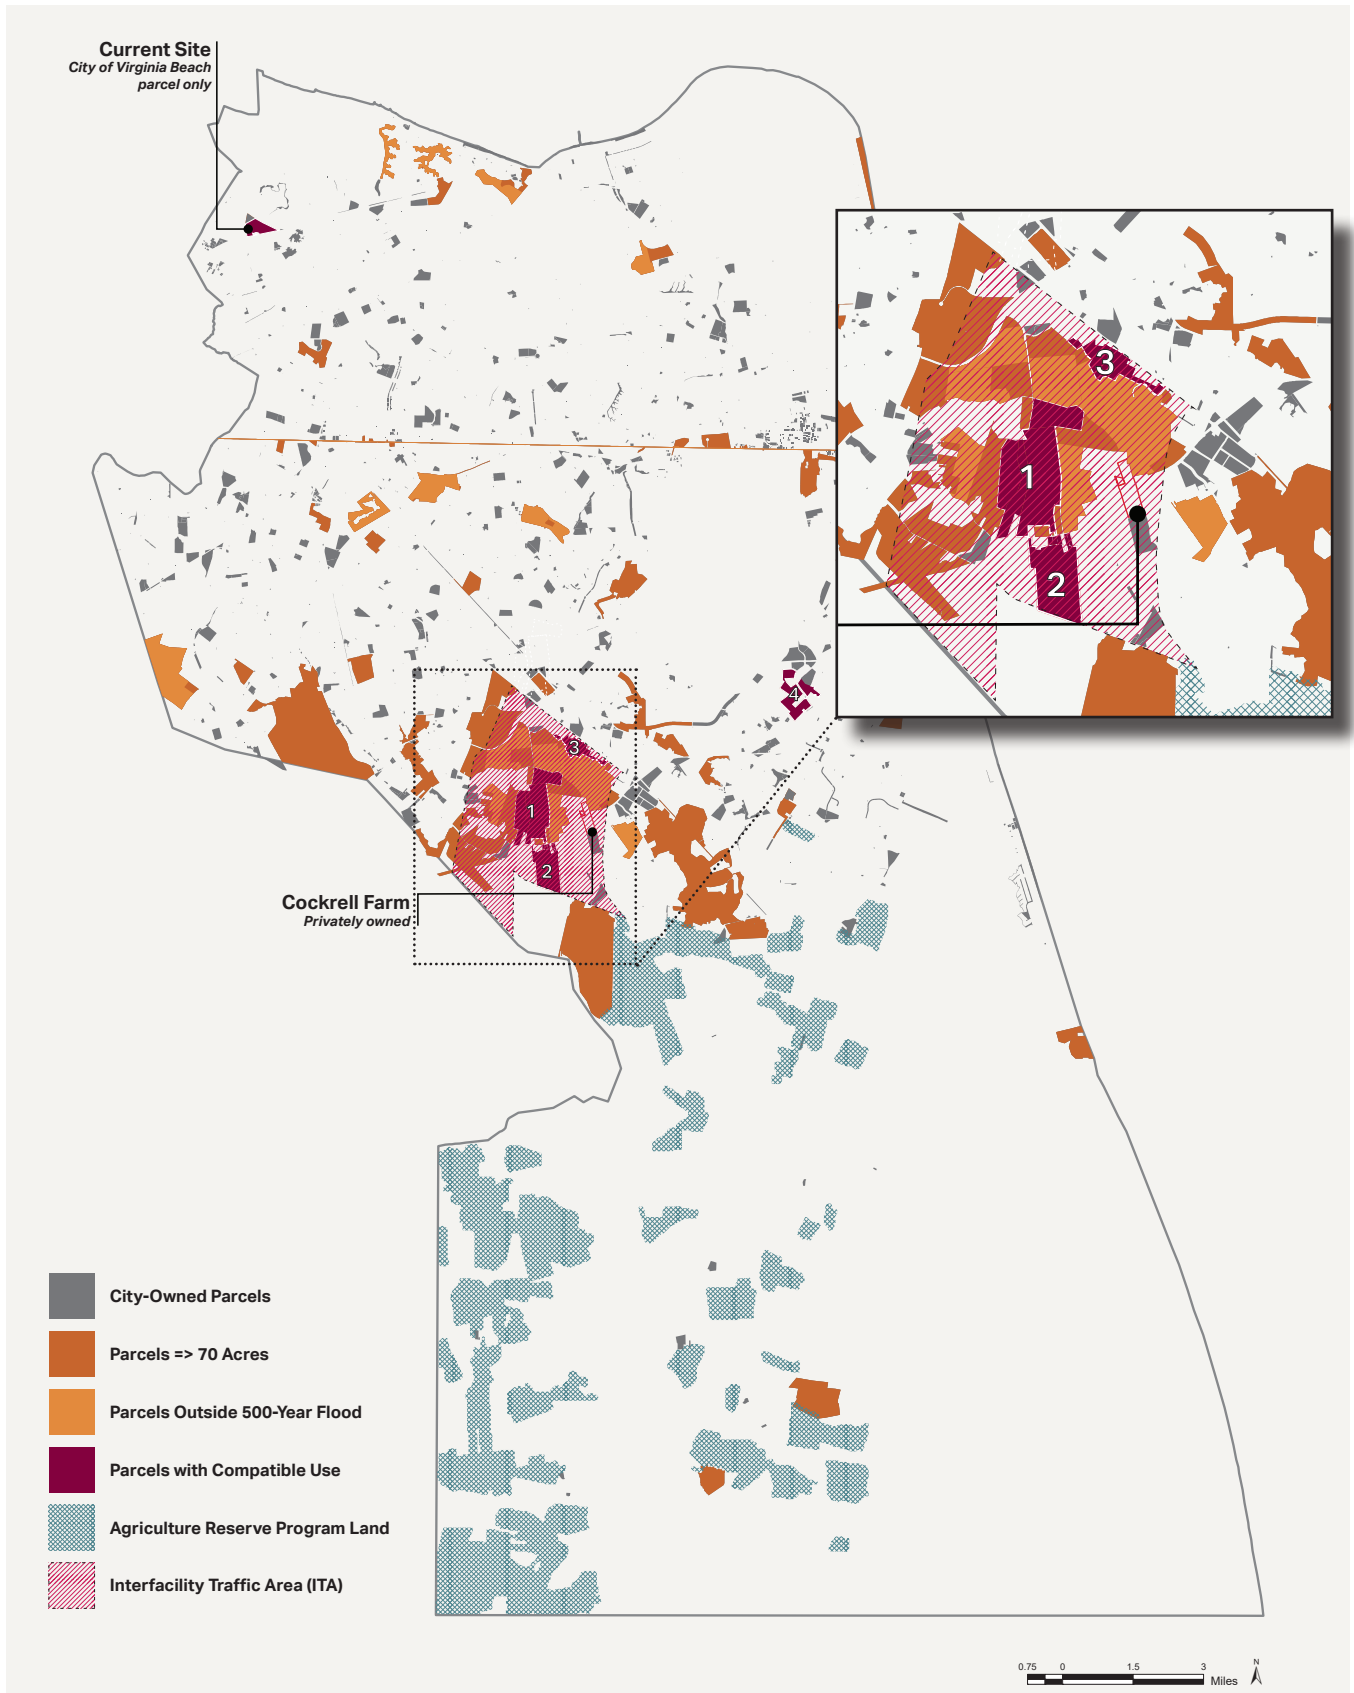 Current Site
City of Virginia Beach
parcel only
3
1
2
4
3
1
2
Cockrell Farm
Privately owned
City-Owned Parcels
Parcels => 70 Acres
Parcels Outside 500-Year Flood
Parcels with Compatible Use
Agriculture Reserve Program Land
Interfacility Traffic Area (ITA)
0.75 0 1.5 3
Miles
N